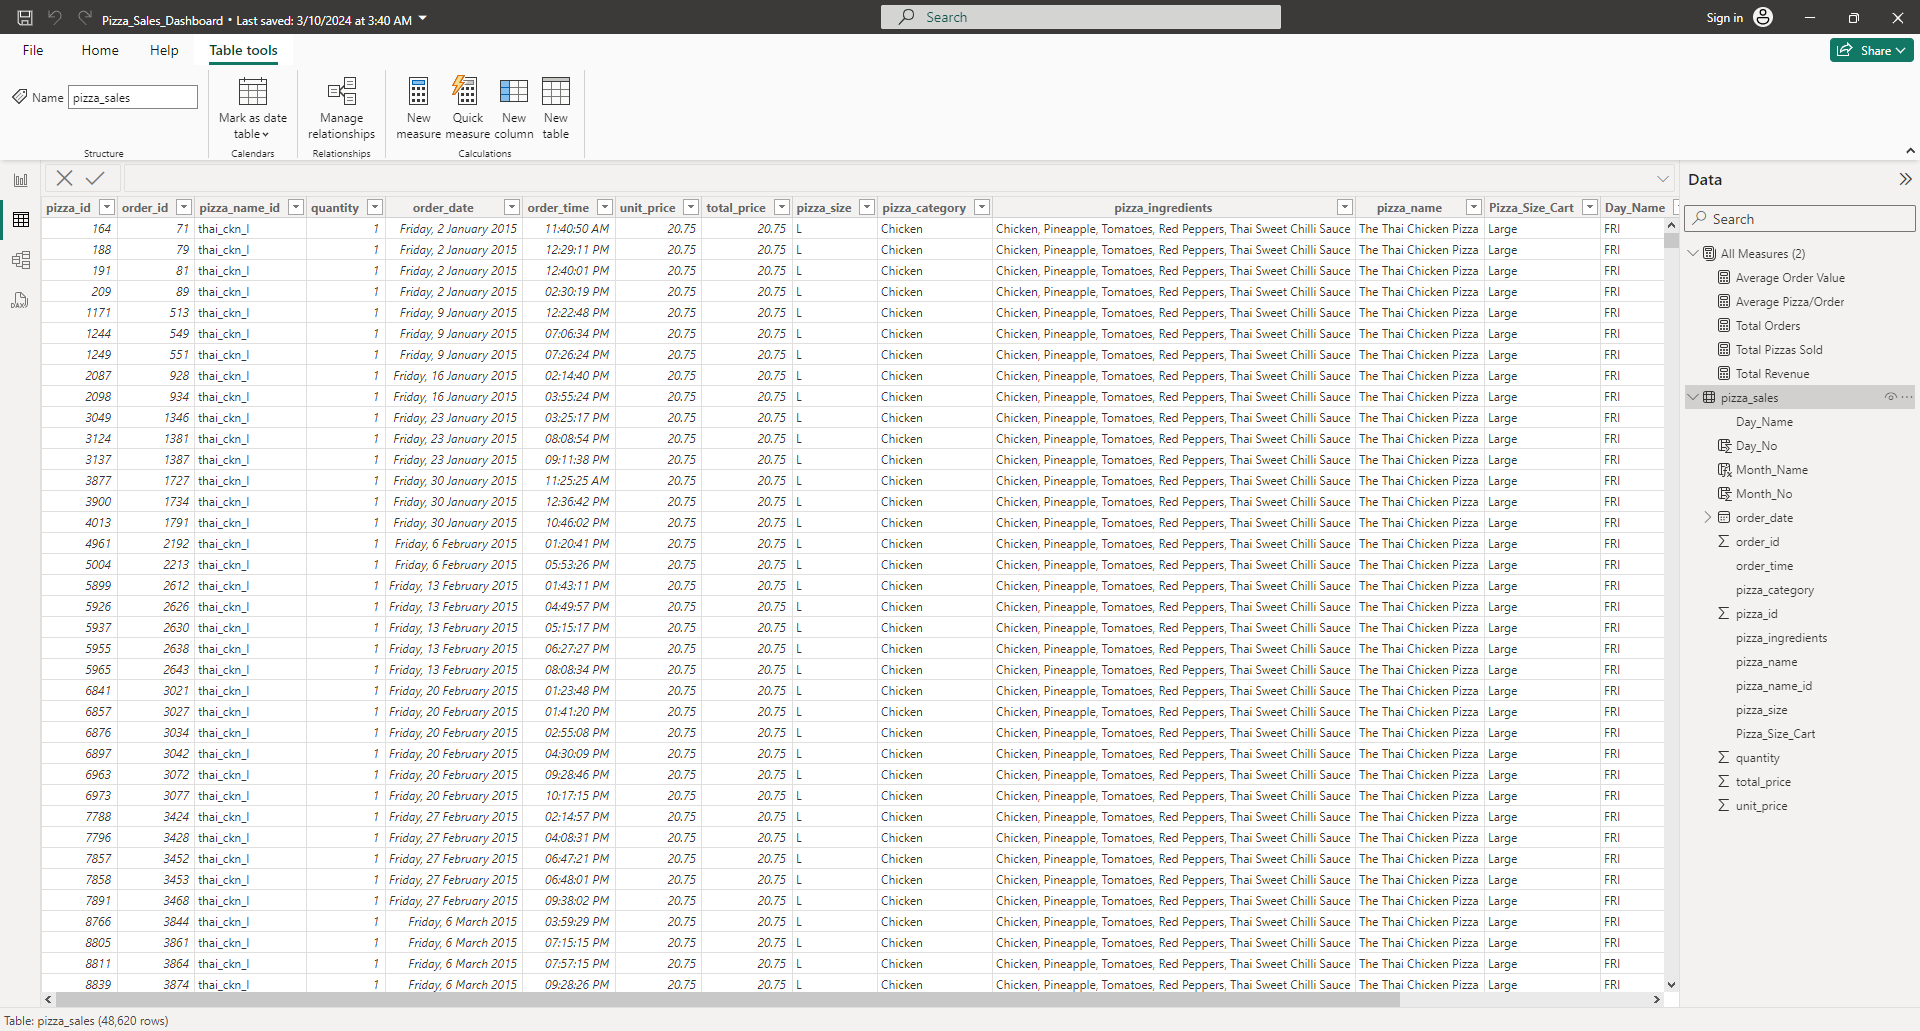 Pizza_Sales_Dashboard • Last saved: 3/10/2024 at 3:40 AM
Search
Sign in
File Home Help Table tools
Share
Name pizza_sales
Mark as date table
Manage relationships
New measure
Quick measure
New column
New table
Structure Calendars Relationships Calculations
pizza_id order_id pizza_name_id quantity order_date order_time unit_price total_price pizza_size pizza_category pizza_ingredients pizza_name Pizza_Size_Cart Day_Name
164 71 thai_ckn_l 1 Friday, 2 January 2015 11:40:50 AM 20.75 20.75 L Chicken Chicken, Pineapple, Tomatoes, Red Peppers, Thai Sweet Chilli Sauce The Thai Chicken Pizza Large FRI
188 79 thai_ckn_l 1 Friday, 2 January 2015 12:29:11 PM 20.75 20.75 L Chicken Chicken, Pineapple, Tomatoes, Red Peppers, Thai Sweet Chilli Sauce The Thai Chicken Pizza Large FRI
191 81 thai_ckn_l 1 Friday, 2 January 2015 12:40:01 PM 20.75 20.75 L Chicken Chicken, Pineapple, Tomatoes, Red Peppers, Thai Sweet Chilli Sauce The Thai Chicken Pizza Large FRI
209 89 thai_ckn_l 1 Friday, 2 January 2015 02:30:19 PM 20.75 20.75 L Chicken Chicken, Pineapple, Tomatoes, Red Peppers, Thai Sweet Chilli Sauce The Thai Chicken Pizza Large FRI
1171 513 thai_ckn_l 1 Friday, 9 January 2015 12:22:48 PM 20.75 20.75 L Chicken Chicken, Pineapple, Tomatoes, Red Peppers, Thai Sweet Chilli Sauce The Thai Chicken Pizza Large FRI
1244 549 thai_ckn_l 1 Friday, 9 January 2015 07:06:34 PM 20.75 20.75 L Chicken Chicken, Pineapple, Tomatoes, Red Peppers, Thai Sweet Chilli Sauce The Thai Chicken Pizza Large FRI
1249 551 thai_ckn_l 1 Friday, 9 January 2015 07:26:24 PM 20.75 20.75 L Chicken Chicken, Pineapple, Tomatoes, Red Peppers, Thai Sweet Chilli Sauce The Thai Chicken Pizza Large FRI
2087 928 thai_ckn_l 1 Friday, 16 January 2015 02:14:40 PM 20.75 20.75 L Chicken Chicken, Pineapple, Tomatoes, Red Peppers, Thai Sweet Chilli Sauce The Thai Chicken Pizza Large FRI
2098 934 thai_ckn_l 1 Friday, 16 January 2015 03:55:24 PM 20.75 20.75 L Chicken Chicken, Pineapple, Tomatoes, Red Peppers, Thai Sweet Chilli Sauce The Thai Chicken Pizza Large FRI
3049 1346 thai_ckn_l 1 Friday, 23 January 2015 03:25:17 PM 20.75 20.75 L Chicken Chicken, Pineapple, Tomatoes, Red Peppers, Thai Sweet Chilli Sauce The Thai Chicken Pizza Large FRI
3124 1381 thai_ckn_l 1 Friday, 23 January 2015 08:08:54 PM 20.75 20.75 L Chicken Chicken, Pineapple, Tomatoes, Red Peppers, Thai Sweet Chilli Sauce The Thai Chicken Pizza Large FRI
3137 1387 thai_ckn_l 1 Friday, 23 January 2015 09:11:38 PM 20.75 20.75 L Chicken Chicken, Pineapple, Tomatoes, Red Peppers, Thai Sweet Chilli Sauce The Thai Chicken Pizza Large FRI
3877 1727 thai_ckn_l 1 Friday, 30 January 2015 11:25:25 AM 20.75 20.75 L Chicken Chicken, Pineapple, Tomatoes, Red Peppers, Thai Sweet Chilli Sauce The Thai Chicken Pizza Large FRI
3900 1734 thai_ckn_l 1 Friday, 30 January 2015 12:36:42 PM 20.75 20.75 L Chicken Chicken, Pineapple, Tomatoes, Red Peppers, Thai Sweet Chilli Sauce The Thai Chicken Pizza Large FRI
4013 1791 thai_ckn_l 1 Friday, 30 January 2015 10:46:02 PM 20.75 20.75 L Chicken Chicken, Pineapple, Tomatoes, Red Peppers, Thai Sweet Chilli Sauce The Thai Chicken Pizza Large FRI
4961 2192 thai_ckn_l 1 Friday, 6 February 2015 01:20:41 PM 20.75 20.75 L Chicken Chicken, Pineapple, Tomatoes, Red Peppers, Thai Sweet Chilli Sauce The Thai Chicken Pizza Large FRI
5004 2213 thai_ckn_l 1 Friday, 6 February 2015 05:53:26 PM 20.75 20.75 L Chicken Chicken, Pineapple, Tomatoes, Red Peppers, Thai Sweet Chilli Sauce The Thai Chicken Pizza Large FRI
5899 2612 thai_ckn_l 1 Friday, 13 February 2015 01:43:11 PM 20.75 20.75 L Chicken Chicken, Pineapple, Tomatoes, Red Peppers, Thai Sweet Chilli Sauce The Thai Chicken Pizza Large FRI
5926 2626 thai_ckn_l 1 Friday, 13 February 2015 04:49:57 PM 20.75 20.75 L Chicken Chicken, Pineapple, Tomatoes, Red Peppers, Thai Sweet Chilli Sauce The Thai Chicken Pizza Large FRI
5937 2630 thai_ckn_l 1 Friday, 13 February 2015 05:15:17 PM 20.75 20.75 L Chicken Chicken, Pineapple, Tomatoes, Red Peppers, Thai Sweet Chilli Sauce The Thai Chicken Pizza Large FRI
5955 2638 thai_ckn_l 1 Friday, 13 February 2015 06:27:27 PM 20.75 20.75 L Chicken Chicken, Pineapple, Tomatoes, Red Peppers, Thai Sweet Chilli Sauce The Thai Chicken Pizza Large FRI
5965 2643 thai_ckn_l 1 Friday, 13 February 2015 08:08:34 PM 20.75 20.75 L Chicken Chicken, Pineapple, Tomatoes, Red Peppers, Thai Sweet Chilli Sauce The Thai Chicken Pizza Large FRI
6841 3021 thai_ckn_l 1 Friday, 20 February 2015 01:23:48 PM 20.75 20.75 L Chicken Chicken, Pineapple, Tomatoes, Red Peppers, Thai Sweet Chilli Sauce The Thai Chicken Pizza Large FRI
6857 3027 thai_ckn_l 1 Friday, 20 February 2015 01:41:20 PM 20.75 20.75 L Chicken Chicken, Pineapple, Tomatoes, Red Peppers, Thai Sweet Chilli Sauce The Thai Chicken Pizza Large FRI
6876 3034 thai_ckn_l 1 Friday, 20 February 2015 02:55:08 PM 20.75 20.75 L Chicken Chicken, Pineapple, Tomatoes, Red Peppers, Thai Sweet Chilli Sauce The Thai Chicken Pizza Large FRI
6897 3042 thai_ckn_l 1 Friday, 20 February 2015 04:30:09 PM 20.75 20.75 L Chicken Chicken, Pineapple, Tomatoes, Red Peppers, Thai Sweet Chilli Sauce The Thai Chicken Pizza Large FRI
6963 3072 thai_ckn_l 1 Friday, 20 February 2015 09:28:46 PM 20.75 20.75 L Chicken Chicken, Pineapple, Tomatoes, Red Peppers, Thai Sweet Chilli Sauce The Thai Chicken Pizza Large FRI
6973 3077 thai_ckn_l 1 Friday, 20 February 2015 10:17:15 PM 20.75 20.75 L Chicken Chicken, Pineapple, Tomatoes, Red Peppers, Thai Sweet Chilli Sauce The Thai Chicken Pizza Large FRI
7788 3424 thai_ckn_l 1 Friday, 27 February 2015 02:14:57 PM 20.75 20.75 L Chicken Chicken, Pineapple, Tomatoes, Red Peppers, Thai Sweet Chilli Sauce The Thai Chicken Pizza Large FRI
7796 3428 thai_ckn_l 1 Friday, 27 February 2015 04:08:31 PM 20.75 20.75 L Chicken Chicken, Pineapple, Tomatoes, Red Peppers, Thai Sweet Chilli Sauce The Thai Chicken Pizza Large FRI
7857 3452 thai_ckn_l 1 Friday, 27 February 2015 06:47:21 PM 20.75 20.75 L Chicken Chicken, Pineapple, Tomatoes, Red Peppers, Thai Sweet Chilli Sauce The Thai Chicken Pizza Large FRI
7858 3453 thai_ckn_l 1 Friday, 27 February 2015 06:48:01 PM 20.75 20.75 L Chicken Chicken, Pineapple, Tomatoes, Red Peppers, Thai Sweet Chilli Sauce The Thai Chicken Pizza Large FRI
7891 3468 thai_ckn_l 1 Friday, 27 February 2015 09:38:02 PM 20.75 20.75 L Chicken Chicken, Pineapple, Tomatoes, Red Peppers, Thai Sweet Chilli Sauce The Thai Chicken Pizza Large FRI
8766 3844 thai_ckn_l 1 Friday, 6 March 2015 03:59:29 PM 20.75 20.75 L Chicken Chicken, Pineapple, Tomatoes, Red Peppers, Thai Sweet Chilli Sauce The Thai Chicken Pizza Large FRI
8805 3861 thai_ckn_l 1 Friday, 6 March 2015 07:15:15 PM 20.75 20.75 L Chicken Chicken, Pineapple, Tomatoes, Red Peppers, Thai Sweet Chilli Sauce The Thai Chicken Pizza Large FRI
8811 3864 thai_ckn_l 1 Friday, 6 March 2015 07:57:15 PM 20.75 20.75 L Chicken Chicken, Pineapple, Tomatoes, Red Peppers, Thai Sweet Chilli Sauce The Thai Chicken Pizza Large FRI
8839 3874 thai_ckn_l 1 Friday, 6 March 2015 09:28:26 PM 20.75 20.75 L Chicken Chicken, Pineapple, Tomatoes, Red Peppers, Thai Sweet Chilli Sauce The Thai Chicken Pizza Large FRI
Data
Search
All Measures (2)
Average Order Value
Average Pizza/Order
Total Orders
Total Pizzas Sold
Total Revenue
pizza_sales
Day_Name
Day_No
Month_Name
Month_No
order_date
order_id
order_time
pizza_category
pizza_id
pizza_ingredients
pizza_name
pizza_name_id
pizza_size
Pizza_Size_Cart
quantity
total_price
unit_price
Table: pizza_sales (48,620 rows)